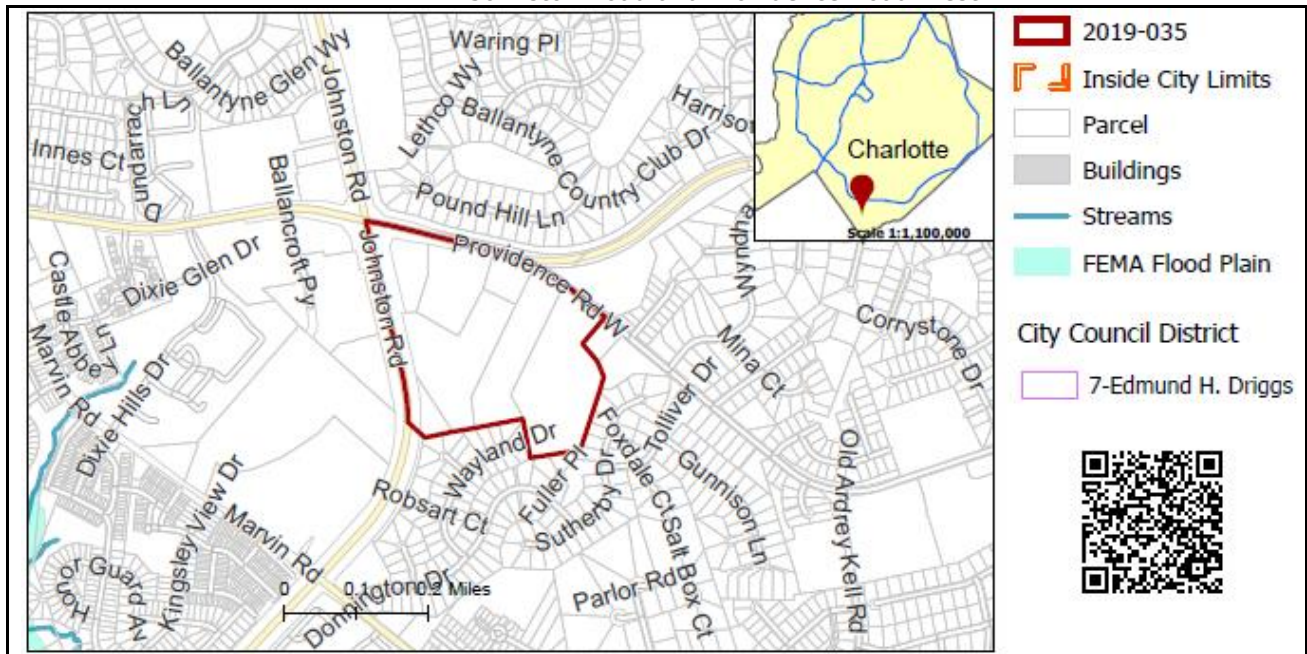 Waring Pl
Ballantyne Glen Wy
Johnston Rd
Lethco Wy
Ballantyne
Country
Club Dr
Harriso
Innes Ct
Dundarrac
h Ln
Ballancroft Py
Pound Hill Ln
Charlotte
Scale 1:1,100,000
Johnston Rd
Providence Rd W
Dixie Glen Dr
Castle Abbe
y Ln
Marvin Rd
Dixie Hills Dr
Mina Ct
Corrystone Dr
Tolliver Dr
Foxdale Ct
Wayland Dr
Fuller Pl
Robsart Ct
Sutherby Dr
Gunnison Ln
Old Ardrey Kell Rd
Kingsley View Dr
Marvin Rd
Salt Box Ct
Parlor Rd
Donnington Dr
Hono
r Guard Av
0 0.1 0.2 Miles
2019-035
Inside City Limits
Parcel
Buildings
Streams
FEMA Flood Plain
City Council District
7-Edmund H. Driggs